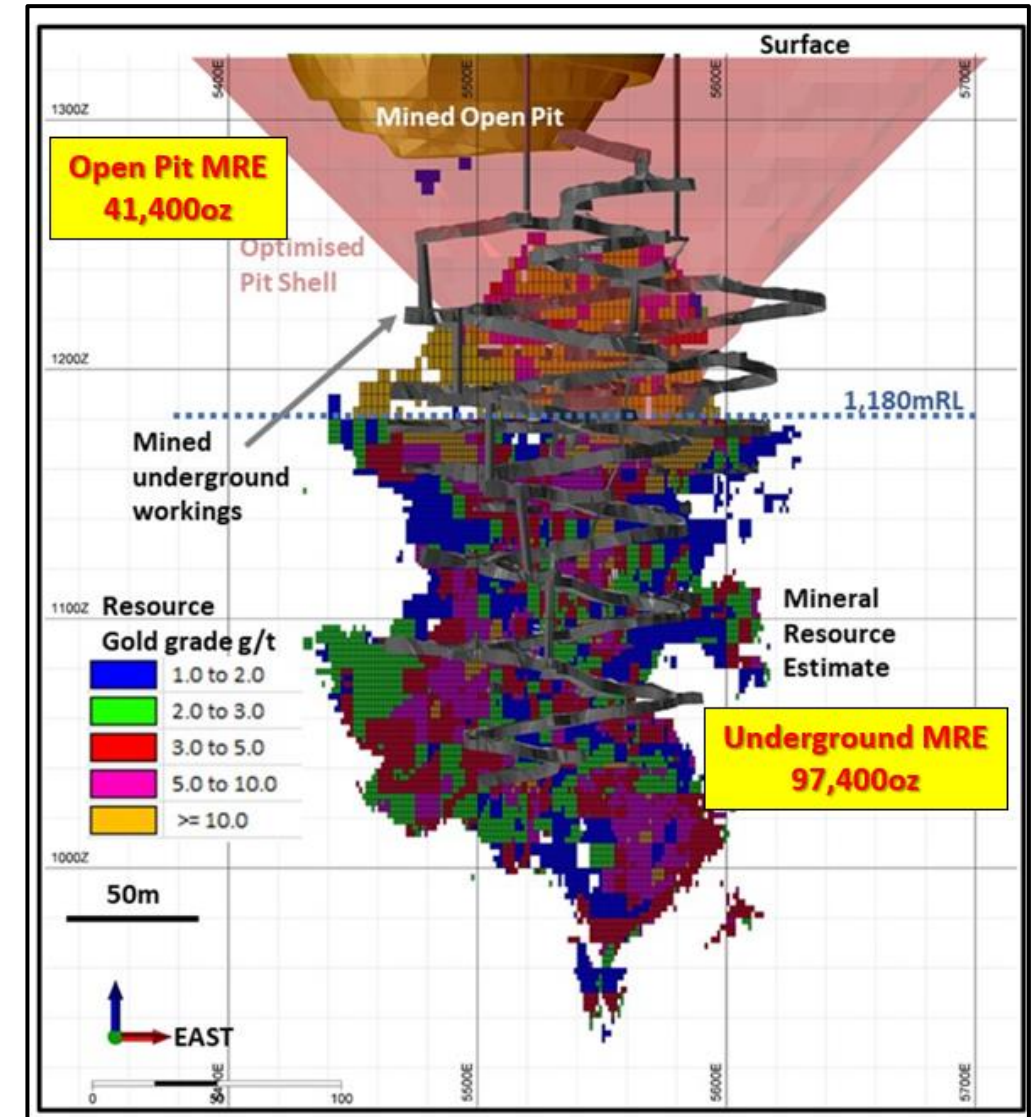 Surface
5400E
5500E
5600E
5700E
1300Z
Mined Open Pit
Open Pit MRE
41,400oz
Optimised
Pit Shell
1200Z
1,180mRL
Mined
underground
workings
1100Z
Resource
Gold grade g/t
1.0 to 2.0
2.0 to 3.0
3.0 to 5.0
5.0 to 10.0
>= 10.0
Mineral
Resource
Estimate
Underground MRE
97,400oz
1000Z
50m
EAST
0
50
100
5400E
5500E
5600E
5700E